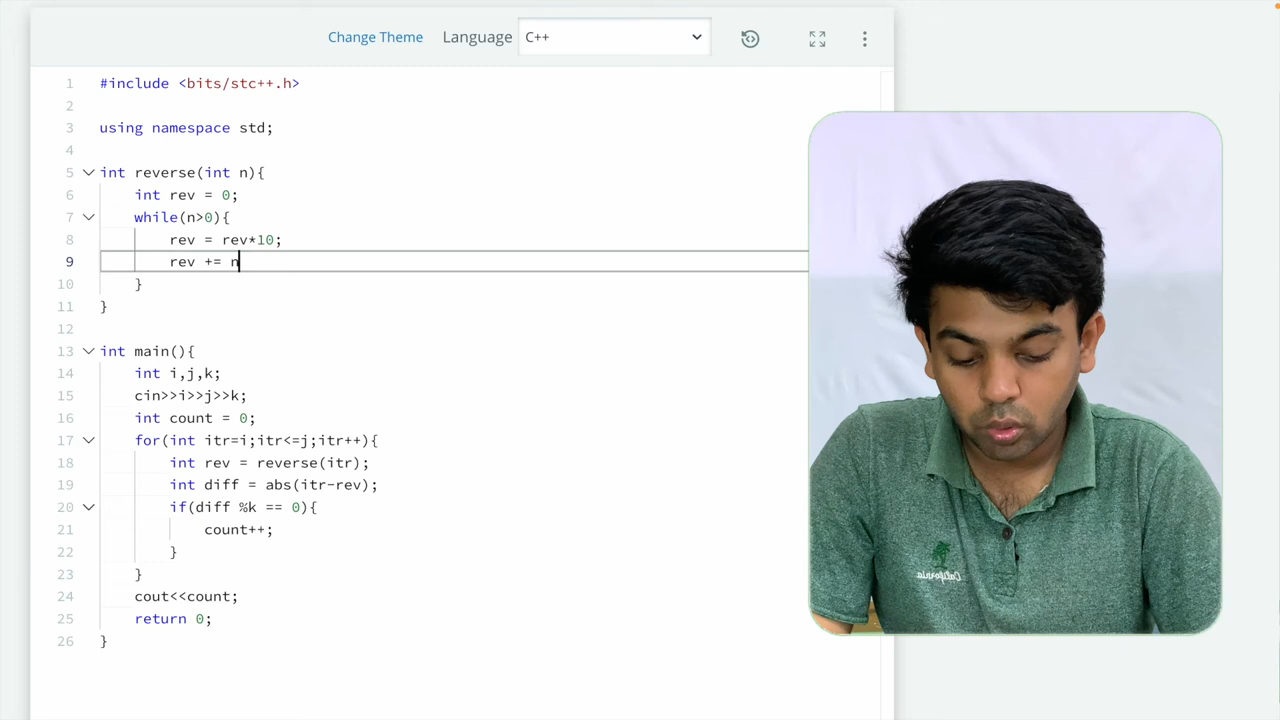 Change Theme Language C++
1 #include <bits/stc++.h>
2
3 using namespace std;
4
5 int reverse(int n){
6 int rev = 0;
7 while(n>0){
8 rev = rev*10;
9 rev += n
10 }
11 }
12
13 int main(){
14 int i,j,k;
15 cin>>i>>j>>k;
16 int count = 0;
17 for(int itr=i;itr<=j;itr++){
18 int rev = reverse(itr);
19 int diff = abs(itr-rev);
20 if(diff %k == 0){
21 count++;
22 }
23 }
24 cout<<count;
25 return 0;
26 }
California